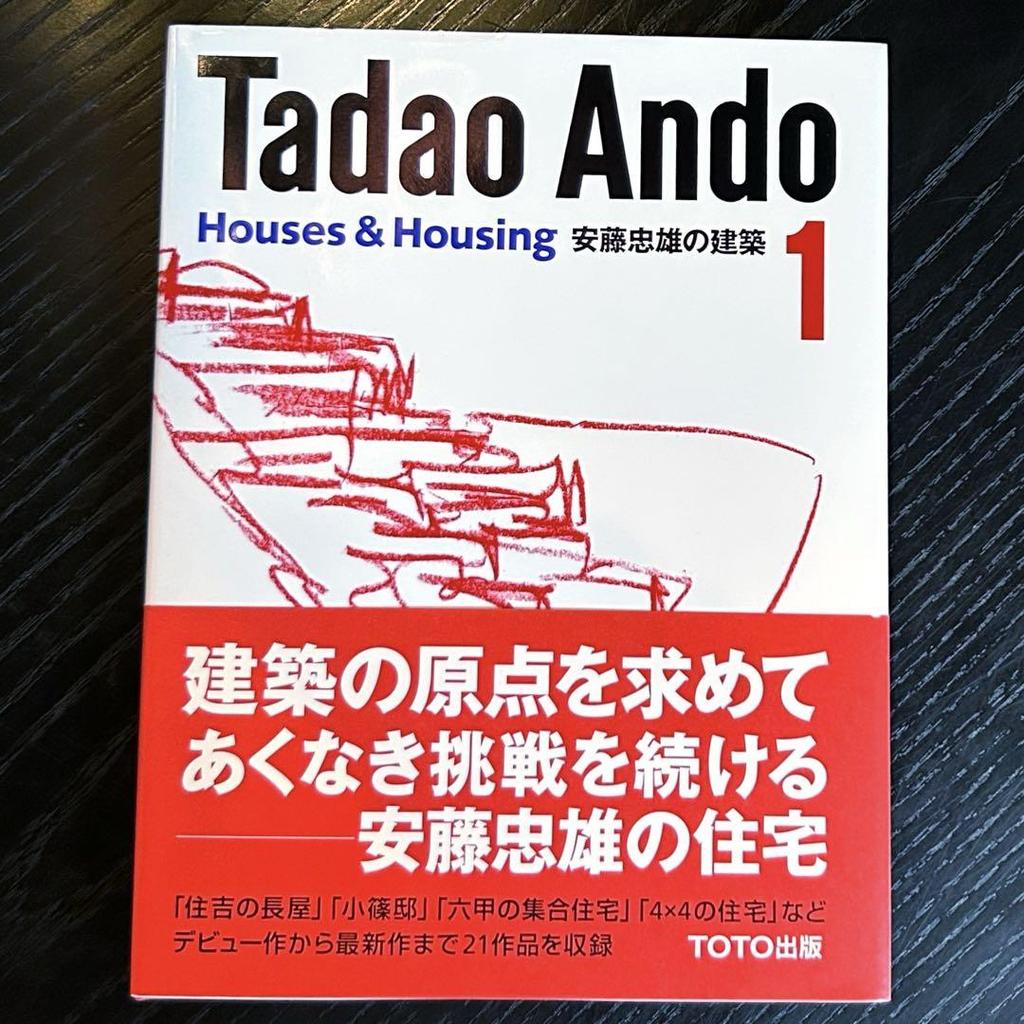 Tadao Ando
Houses & Housing 安藤忠雄の建築 1
建築の原点を求めて
あくなき挑戦を続ける
――安藤忠雄の住宅
「住吉の長屋」「小篠邸」「六甲の集合住宅」「4×4の住宅」など
デビュー作から最新作まで21作品を収録 TOTO出版